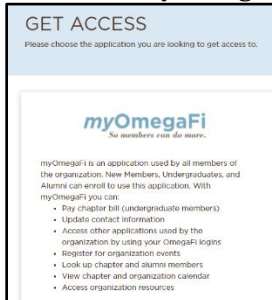 GET ACCESS
Please choose the application you are looking to get access to.
myOmegaFi
So members can do more.
myOmegaFi is an application used by all members of
the organization. New Members, Undergraduates, and
Alumni can enroll to use this application. With
myOmegaFi you can:
• Pay chapter bill (undergraduate members)
• Update contact information
• Access other applications used by the
organization by using your OmegaFi logins
• Register for organization events
• Look up chapter and alumni members
• View chapter and organization calendar
• Access organization resources